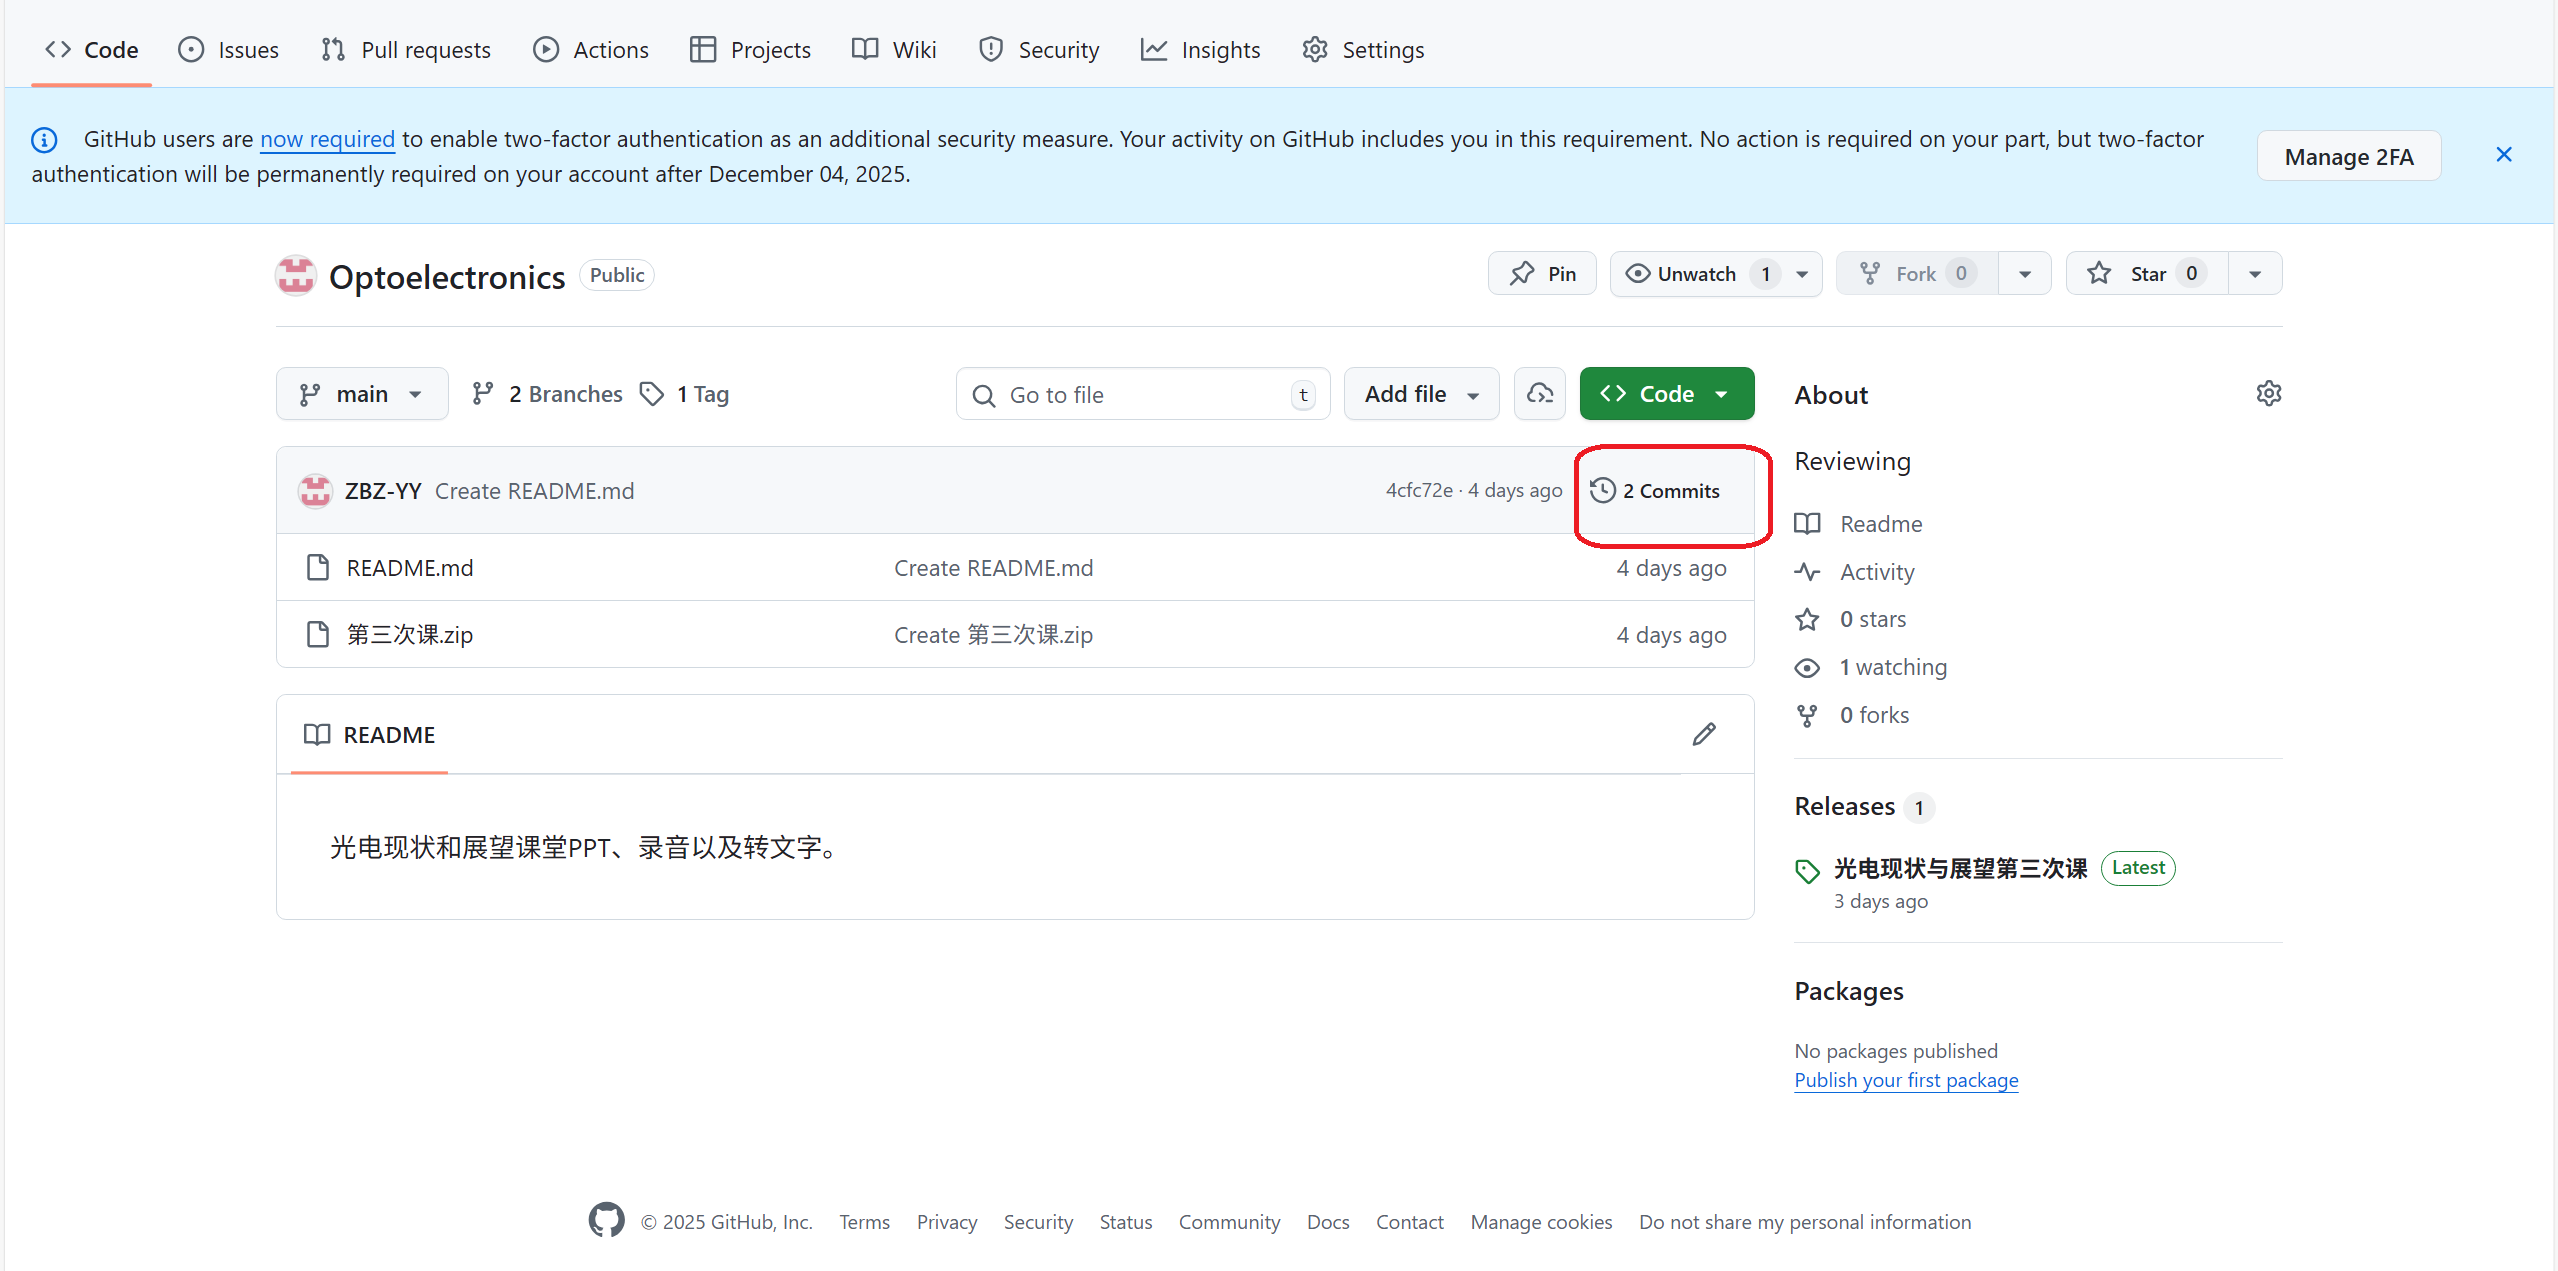 Code Issues Pull requests Actions Projects Wiki Security Insights Settings
GitHub users are now required to enable two-factor authentication as an additional security measure. Your activity on GitHub includes you in this requirement. No action is required on your part, but two-factor
authentication will be permanently required on your account after December 04, 2025.
Manage 2FA
Optoelectronics Public
Pin Unwatch 1 Fork 0 Star 0
main 2 Branches 1 Tag Go to file t Add file Code
ZBZ-YY Create README.md 4cfc72e · 4 days ago 2 Commits
README.md Create README.md 4 days ago
第三次课.zip Create 第三次课.zip 4 days ago
README
光电现状和展望课堂PPT、录音以及转文字。
About
Reviewing
Readme
Activity
0 stars
1 watching
0 forks
Releases 1
光电现状与展望第三次课 Latest
3 days ago
Packages
No packages published
Publish your first package
© 2025 GitHub, Inc. Terms Privacy Security Status Community Docs Contact Manage cookies Do not share my personal information